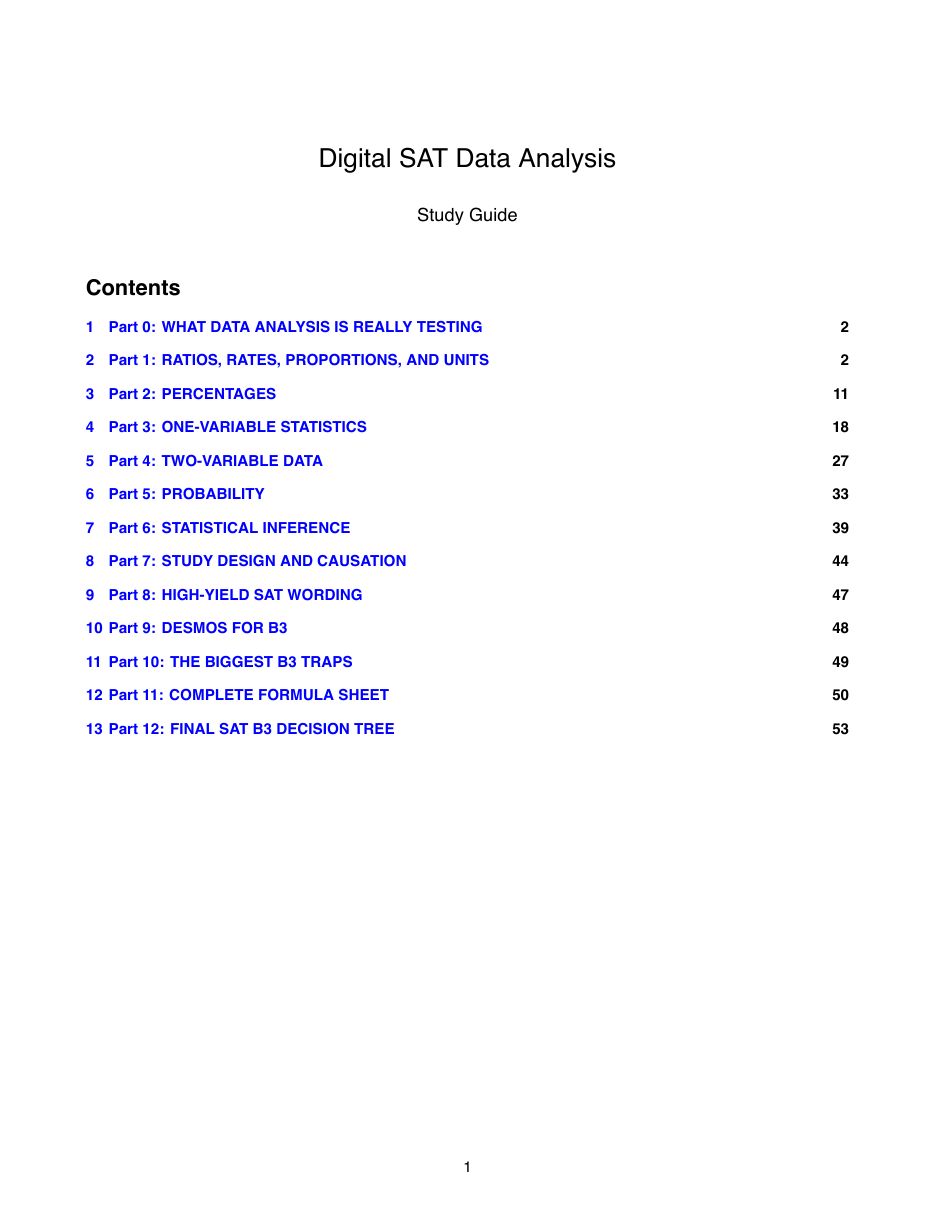 Digital SAT Data Analysis
Study Guide
Contents
1 Part 0: WHAT DATA ANALYSIS IS REALLY TESTING 2
2 Part 1: RATIOS, RATES, PROPORTIONS, AND UNITS 2
3 Part 2: PERCENTAGES 11
4 Part 3: ONE-VARIABLE STATISTICS 18
5 Part 4: TWO-VARIABLE DATA 27
6 Part 5: PROBABILITY 33
7 Part 6: STATISTICAL INFERENCE 39
8 Part 7: STUDY DESIGN AND CAUSATION 44
9 Part 8: HIGH-YIELD SAT WORDING 47
10 Part 9: DESMOS FOR B3 48
11 Part 10: THE BIGGEST B3 TRAPS 49
12 Part 11: COMPLETE FORMULA SHEET 50
13 Part 12: FINAL SAT B3 DECISION TREE 53
1